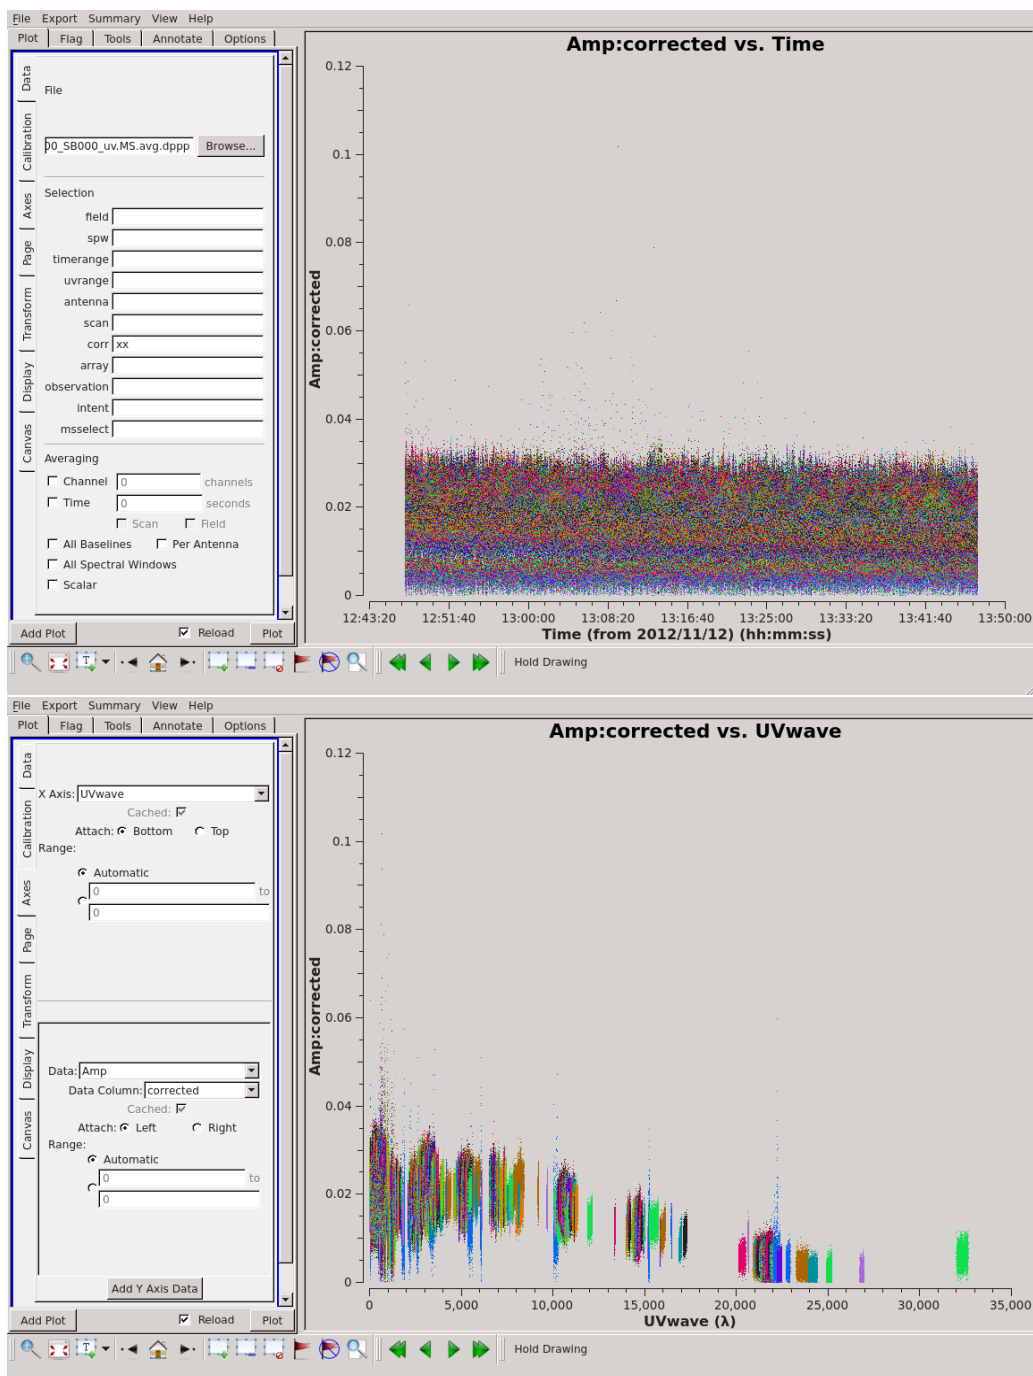 File Export Summary View Help
Plot Flag Tools Annotate Options
Data
Calibration
Axes
Page
Transform
Display
Canvas
File
00_SB000_uv.MS.avg.dppp Browse...
Selection
field
spw
timerange
uvrange
antenna
scan
corr xx
array
observation
intent
msselect
Averaging
Channel 0 channels
Time 0 seconds
Scan Field
All Baselines Per Antenna
All Spectral Windows
Scalar
Add Plot Reload Plot
Amp:corrected vs. Time
Amp:corrected
0.12
0.1
0.08
0.06
0.04
0.02
0
12:43:20 12:51:40 13:00:00 13:08:20 13:16:40 13:25:00 13:33:20 13:41:40 13:50:00
Time (from 2012/11/12) (hh:mm:ss)
T Hold Drawing
File Export Summary View Help
Plot Flag Tools Annotate Options
Data
Calibration
Axes
Page
Transform
Display
Canvas
X Axis: UVwave
Cached:
Attach: Bottom Top
Range:
Automatic
0 to
0
Data: Amp
Data Column: corrected
Cached:
Attach: Left Right
Range:
Automatic
0 to
0
Add Y Axis Data
Add Plot Reload Plot
Amp:corrected vs. UVwave
Amp:corrected
0.12
0.1
0.08
0.06
0.04
0.02
0
0 5,000 10,000 15,000 20,000 25,000 30,000 35,000
UVwave (λ)
T Hold Drawing